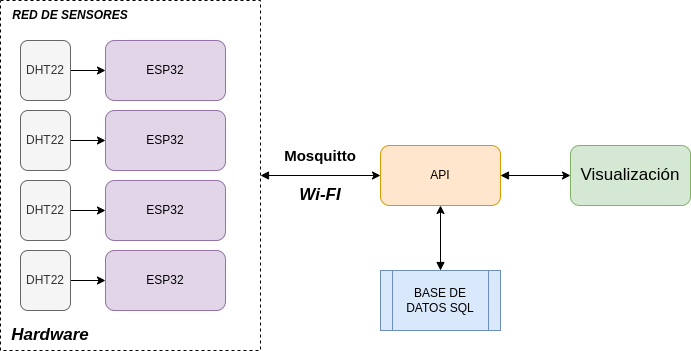 RED DE SENSORES
DHT22
ESP32
DHT22
ESP32
DHT22
ESP32
DHT22
ESP32
Hardware
Mosquitto
Wi-FI
API
BASE DE
DATOS SQL
Visualización